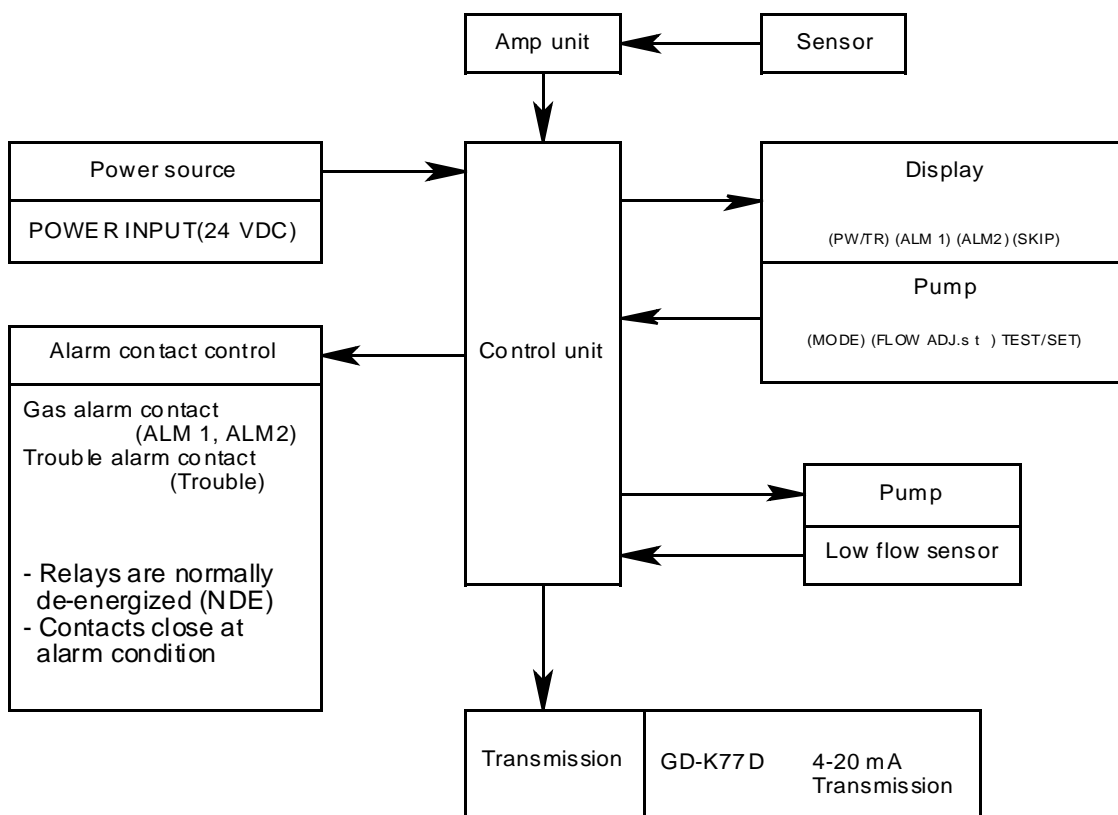 Amp unit
Sensor
Power source
POWER INPUT(24 VDC)
Display
(PW/TR) (ALM 1) (ALM2) (SKIP)
Pump
(MODE) (FLOW ADJ.s t ) TEST/SET)
Alarm contact control
Gas alarm contact
(ALM 1, ALM2)
Trouble alarm contact
(Trouble)
- Relays are normally
de-energized (NDE)
- Contacts close at
alarm condition
Control unit
Pump
Low flow sensor
Transmission
GD-K77D 4-20 mA
Transmission